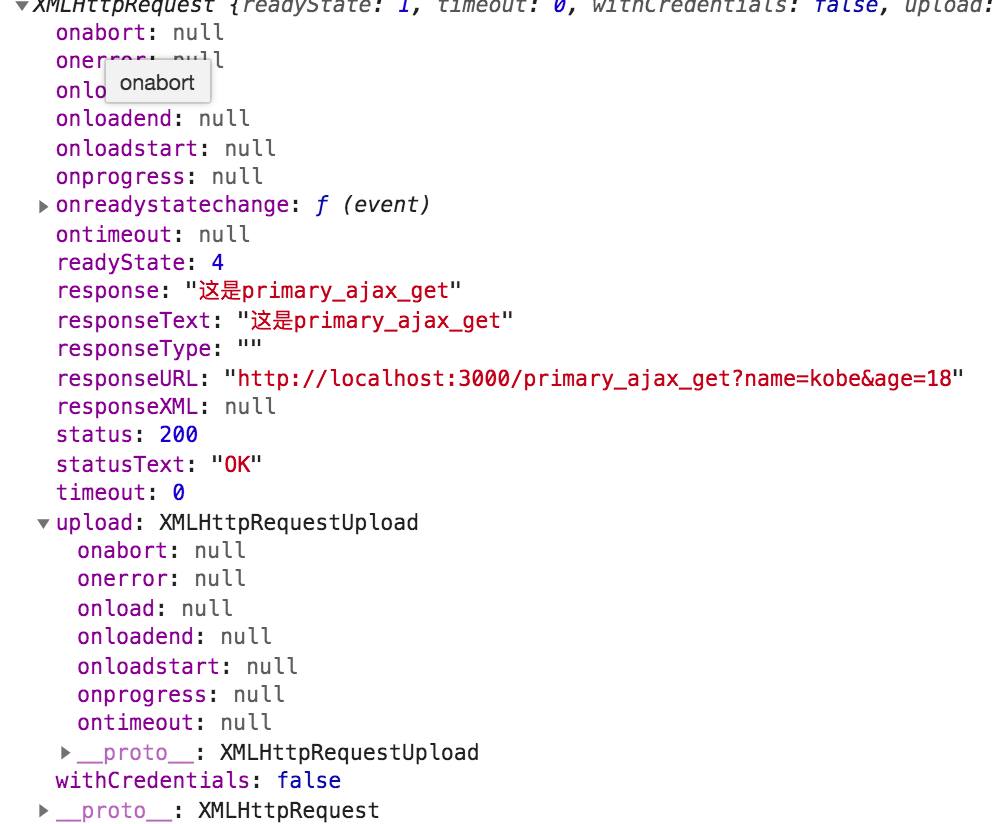 XMLHttpRequest {readyState: 1, timeout: 0, withCredentials: false, upload:
onabort: null
onerror: null
onabort
onlo
onloadend: null
onloadstart: null
onprogress: null
onreadystatechange: ƒ (event)
ontimeout: null
readyState: 4
response: "这是primary_ajax_get"
responseText: "这是primary_ajax_get"
responseType: ""
responseURL: "http://localhost:3000/primary_ajax_get?name=kobe&age=18"
responseXML: null
status: 200
statusText: "OK"
timeout: 0
upload: XMLHttpRequestUpload
onabort: null
onerror: null
onload: null
onloadend: null
onloadstart: null
onprogress: null
ontimeout: null
__proto__: XMLHttpRequestUpload
withCredentials: false
__proto__: XMLHttpRequest